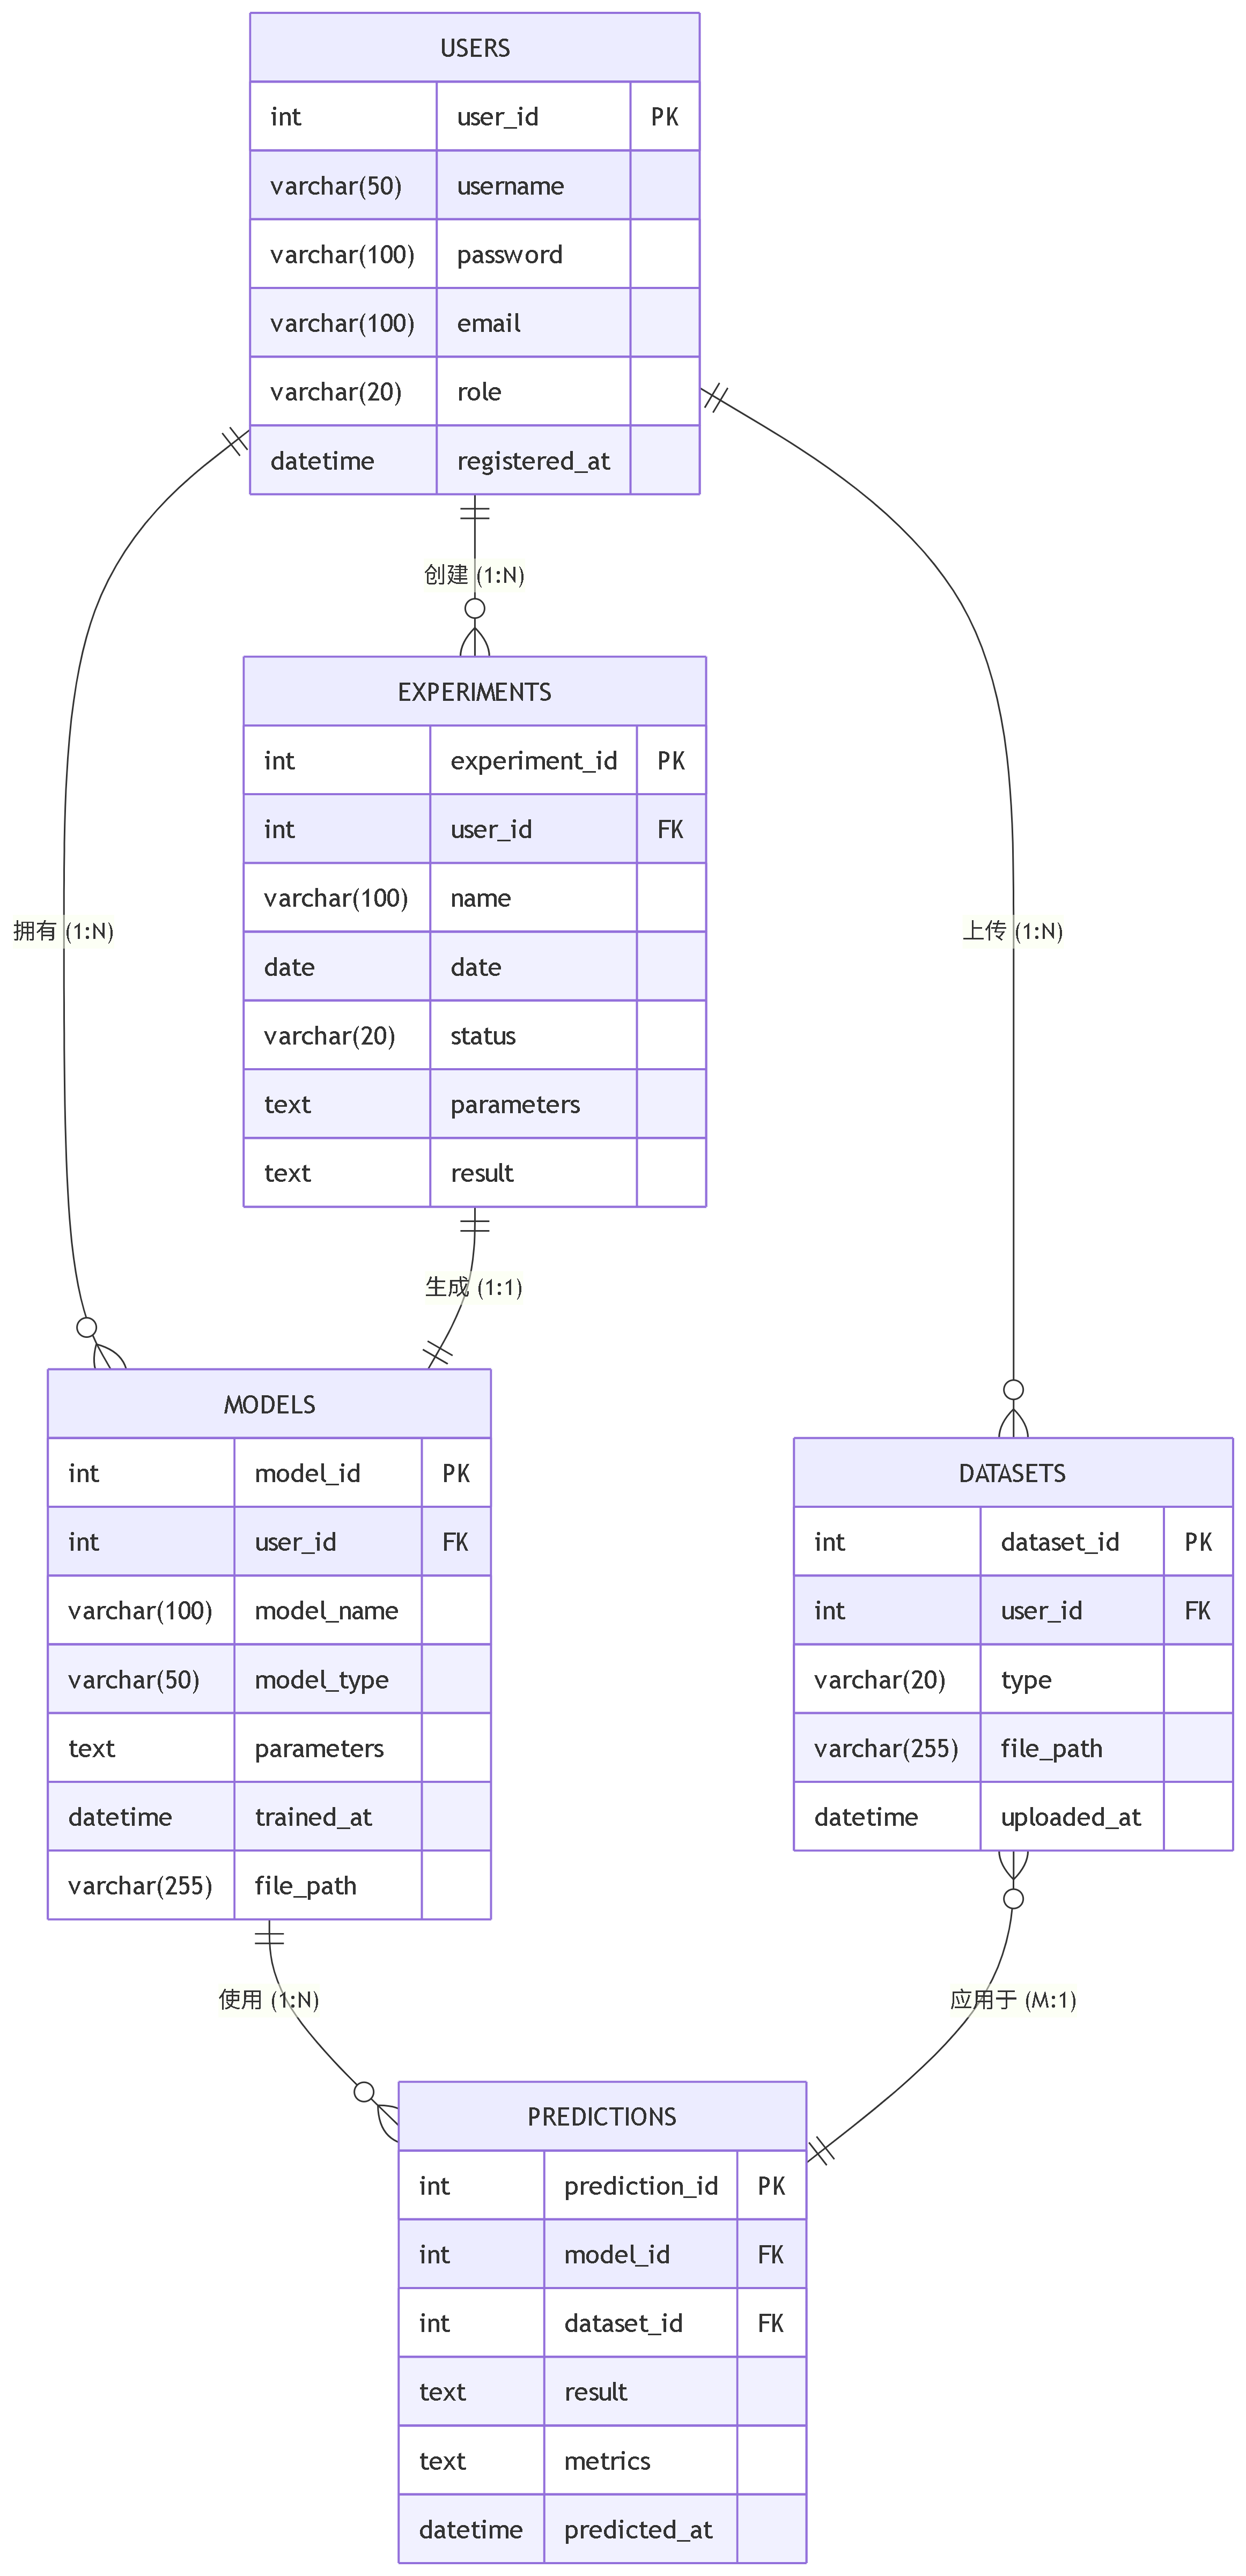 USERS
int user_id PK
varchar(50) username
varchar(100) password
varchar(100) email
varchar(20) role
datetime registered_at
创建 (1:N)
EXPERIMENTS
int experiment_id PK
int user_id FK
varchar(100) name
date date
varchar(20) status
text parameters
text result
拥有 (1:N)
上传 (1:N)
生成 (1:1)
MODELS
int model_id PK
int user_id FK
varchar(100) model_name
varchar(50) model_type
text parameters
datetime trained_at
varchar(255) file_path
DATASETS
int dataset_id PK
int user_id FK
varchar(20) type
varchar(255) file_path
datetime uploaded_at
使用 (1:N)
应用于 (M:1)
PREDICTIONS
int prediction_id PK
int model_id FK
int dataset_id FK
text result
text metrics
datetime predicted_at